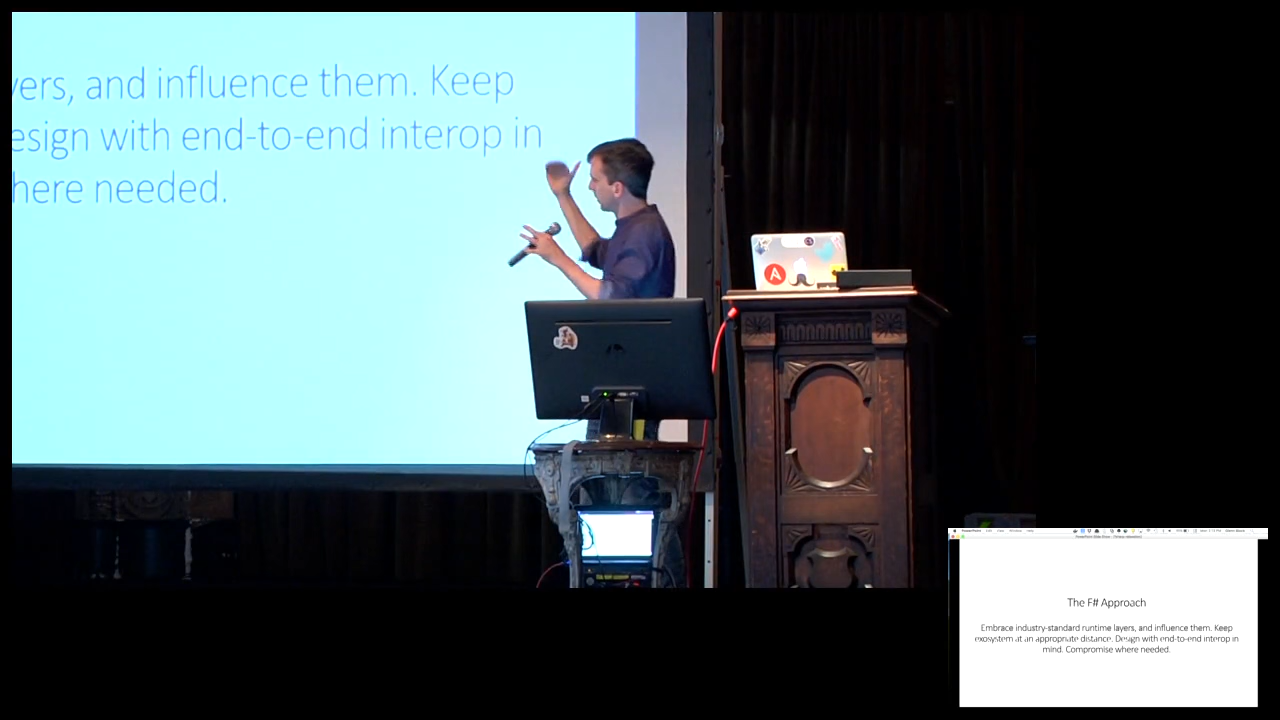 yers, and influence them. Keep
esign with end-to-end interop in
here needed.
A
The F# Approach
Embrace industry-standard runtime layers, and influence them. Keep
exosystem at an appropriate distance. Design with end-to-end interop in
mind. Compromise where needed.